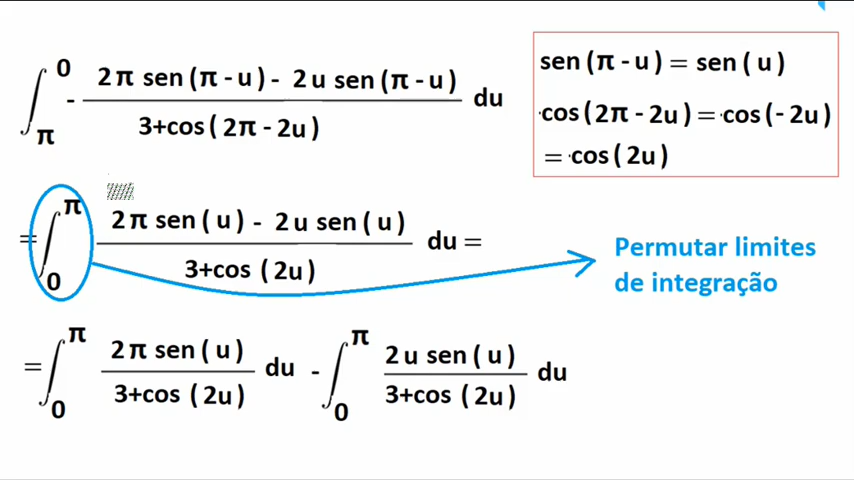 ∫_π^0 - (2π sen(π - u) - 2u sen(π - u))/(3+cos(2π - 2u)) du
sen(π - u) = sen(u)
cos(2π - 2u) = cos(-2u)
= cos(2u)
= ∫_0^π (2π sen(u) - 2u sen(u))/(3+cos(2u)) du =
Permutar limites
de integração
= ∫_0^π (2π sen(u))/(3+cos(2u)) du - ∫_0^π (2u sen(u))/(3+cos(2u)) du